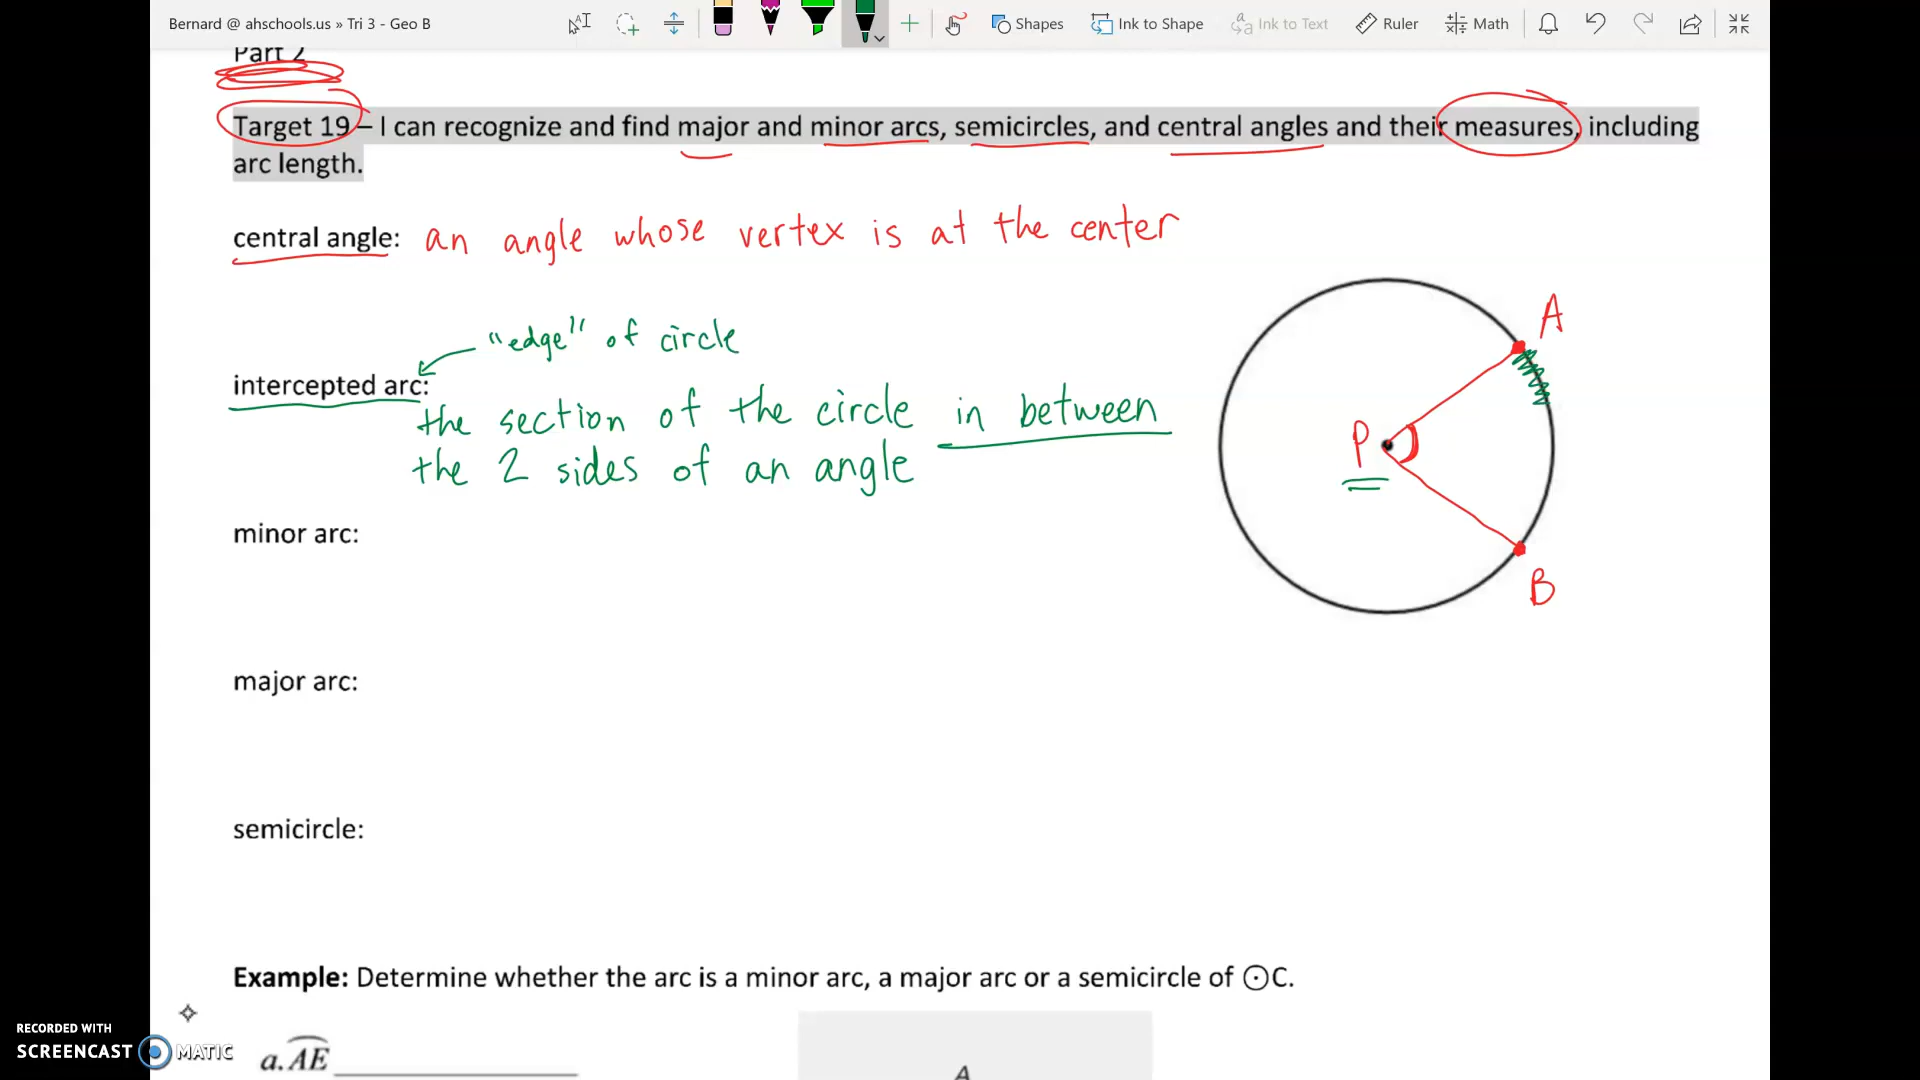 Bernard @ ahschools.us » Tri 3 - Geo B
Shapes
Ink to Shape
Ink to Text
Ruler
Math
Part 2
Target 19 – I can recognize and find major and minor arcs, semicircles, and central angles and their measures, including
arc length.
central angle: an angle whose vertex is at the center
"edge" of circle
intercepted arc:
the section of the circle in between
the 2 sides of an angle
A
P
B
minor arc:
major arc:
semicircle:
Example: Determine whether the arc is a minor arc, a major arc or a semicircle of ⊙C.
a. AE
A
RECORDED WITH
SCREENCAST MATIC